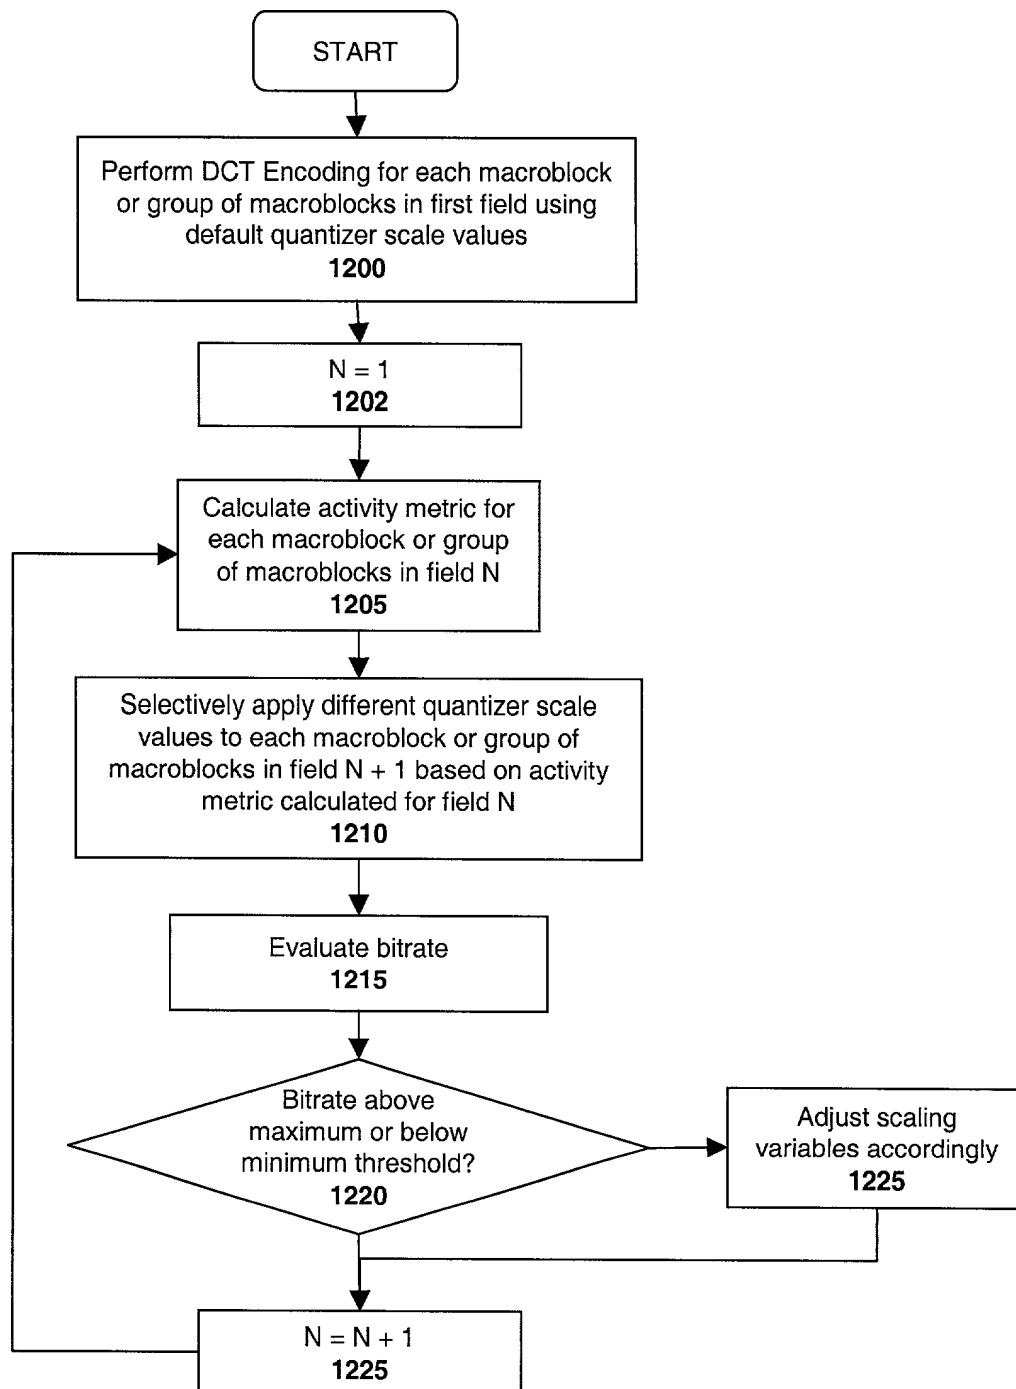 START
Perform DCT Encoding for each macroblock
or group of macroblocks in first field using
default quantizer scale values
1200
N = 1
1202
Calculate activity metric for
each macroblock or group
of macroblocks in field N
1205
Selectively apply different quantizer scale
values to each macroblock or group of
macroblocks in field N + 1 based on activity
metric calculated for field N
1210
Evaluate bitrate
1215
Bitrate above
maximum or below
minimum threshold?
1220
Adjust scaling
variables accordingly
1225
N = N + 1
1225